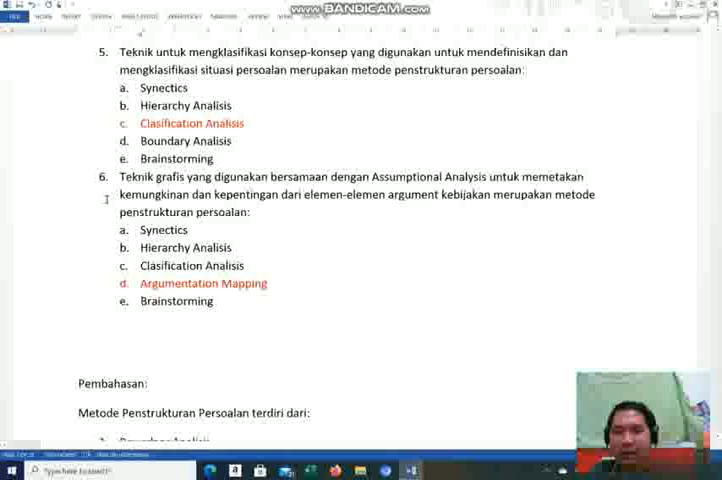 www.BANDICAM.com
5. Teknik untuk mengklasifikasi konsep-konsep yang digunakan untuk mendefinisikan dan
mengklasifikasi situasi persoalan merupakan metode penstrukturan persoalan:
a. Synectics
b. Hierarchy Analisis
c. Clasification Analisis
d. Boundary Analisis
e. Brainstorming
6. Teknik grafis yang digunakan bersamaan dengan Assumptional Analysis untuk memetakan
kemungkinan dan kepentingan dari elemen-elemen argument kebijakan merupakan metode
penstrukturan persoalan:
a. Synectics
b. Hierarchy Analisis
c. Clasification Analisis
d. Argumentation Mapping
e. Brainstorming
Pembahasan:
Metode Penstrukturan Persoalan terdiri dari:
Type here to search